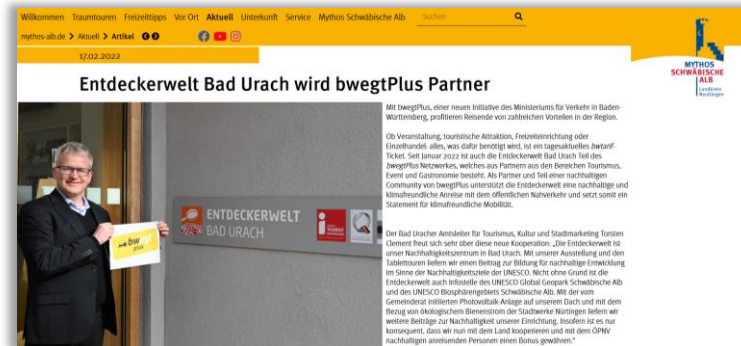 Willkommen Traumtouren Freizeittipps Vor Ort Aktuell Unterkunft Service Mythos Schwäbische Alb Suchen
mythos-alb.de > Aktuell > Artikel
17.02.2022
MYTHOS
SCHWÄBISCHE
ALB
Landkreis
Reutlingen
Entdeckerwelt Bad Urach wird bwegtPlus Partner
Mit bwegtPlus, einer neuen Initiative des Ministeriums für Verkehr in Baden-
Württemberg, profitieren Reisende von zahlreichen Vorteilen in der Region.
Ob Veranstaltung, touristische Attraktion, Freizeiteinrichtung oder
Einzelhandel: alles, was dafür benötigt wird, ist ein tagesaktuelles bwtarif-
Ticket. Seit Januar 2022 ist auch die Entdeckerwelt Bad Urach Teil des
bwegtPlus Netzwerkes, welches aus Partnern aus den Bereichen Tourismus,
Event und Gastronomie besteht. Als Partner und Teil einer nachhaltigen
Community von bwegtPlus unterstützt die Entdeckerwelt eine nachhaltige und
klimafreundliche Anreise mit dem öffentlichen Nahverkehr und setzt somit ein
Statement für klimafreundliche Mobilität.
Der Bad Uracher Amtsleiter für Tourismus, Kultur und Stadtmarketing Torsten
Clement freut sich sehr über diese neue Kooperation: „Die Entdeckerwelt ist
unser Nachhaltigkeitszentrum in Bad Urach. Mit unserer Ausstellung und den
Tablettouren liefern wir einen Beitrag zur Bildung für nachhaltige Entwicklung
im Sinne der Nachhaltigkeitsziele der UNESCO. Nicht ohne Grund ist die
Entdeckerwelt auch Infostelle des UNESCO Global Geopark Schwäbische Alb
und des UNESCO Biosphärengebiets Schwäbische Alb. Mit der vom
Gemeinderat initiierten Photovoltaik-Anlage auf unserem Dach und mit dem
Bezug von ökologischem Bienenstrom der Stadtwerke Nürtingen liefern wir
weitere Beiträge zur Nachhaltigkeit unserer Einrichtung. Insofern ist es nur
konsequent, dass wir nun mit dem Land kooperieren und mit dem ÖPNV
nachhaltigen anreisenden Personen einen Bonus gewähren."
ENTDECKERWELT
BAD URACH